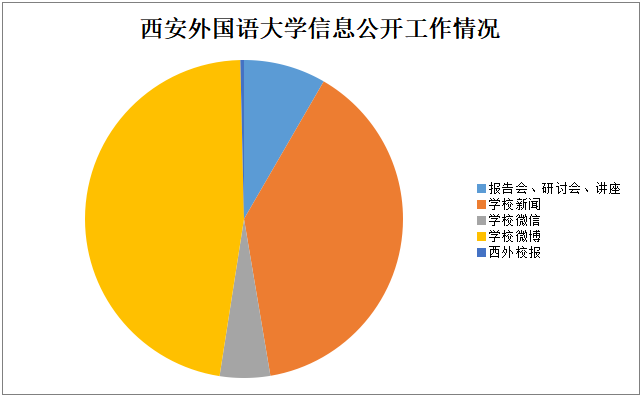 西安外国语大学信息公开工作情况
报告会、研讨会、讲座
学校新闻
学校微信
学校微博
西外校报